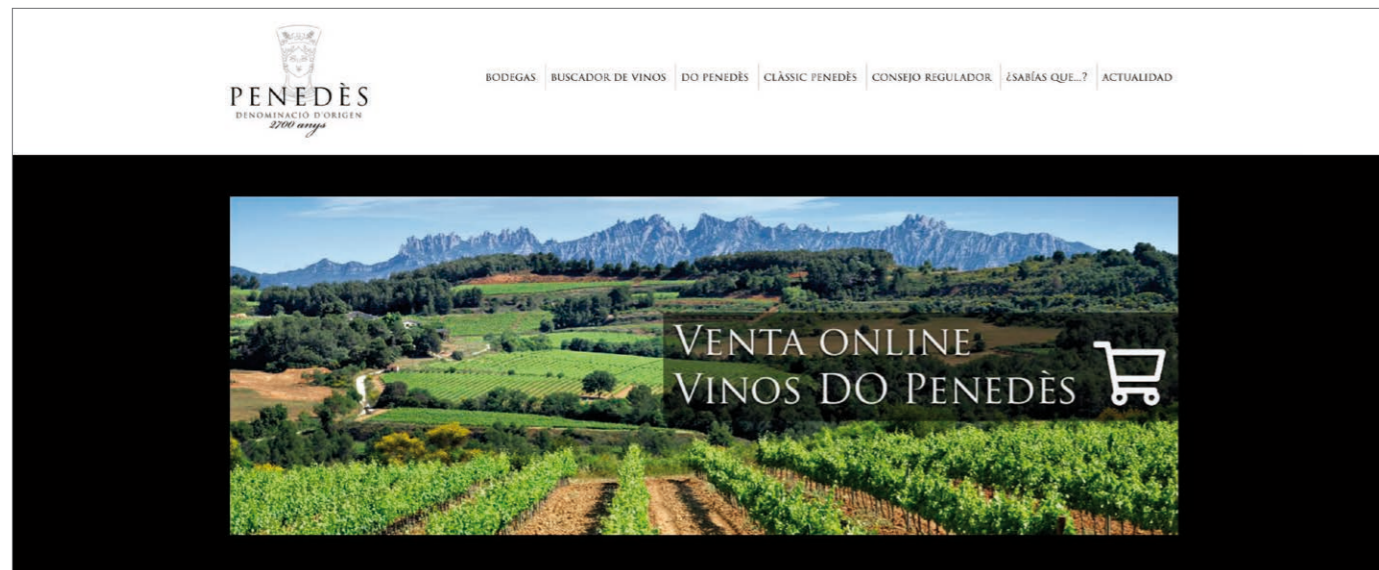 PENEDÈS
DENOMINACIÓ D'ORIGEN
2700 anys
BODEGAS BUSCADOR DE VINOS DO PENEDÈS CLÀSSIC PENEDÈS CONSEJO REGULADOR ¿SABÍAS QUE...? ACTUALIDAD
VENTA ONLINE
VINOS DO PENEDÈS